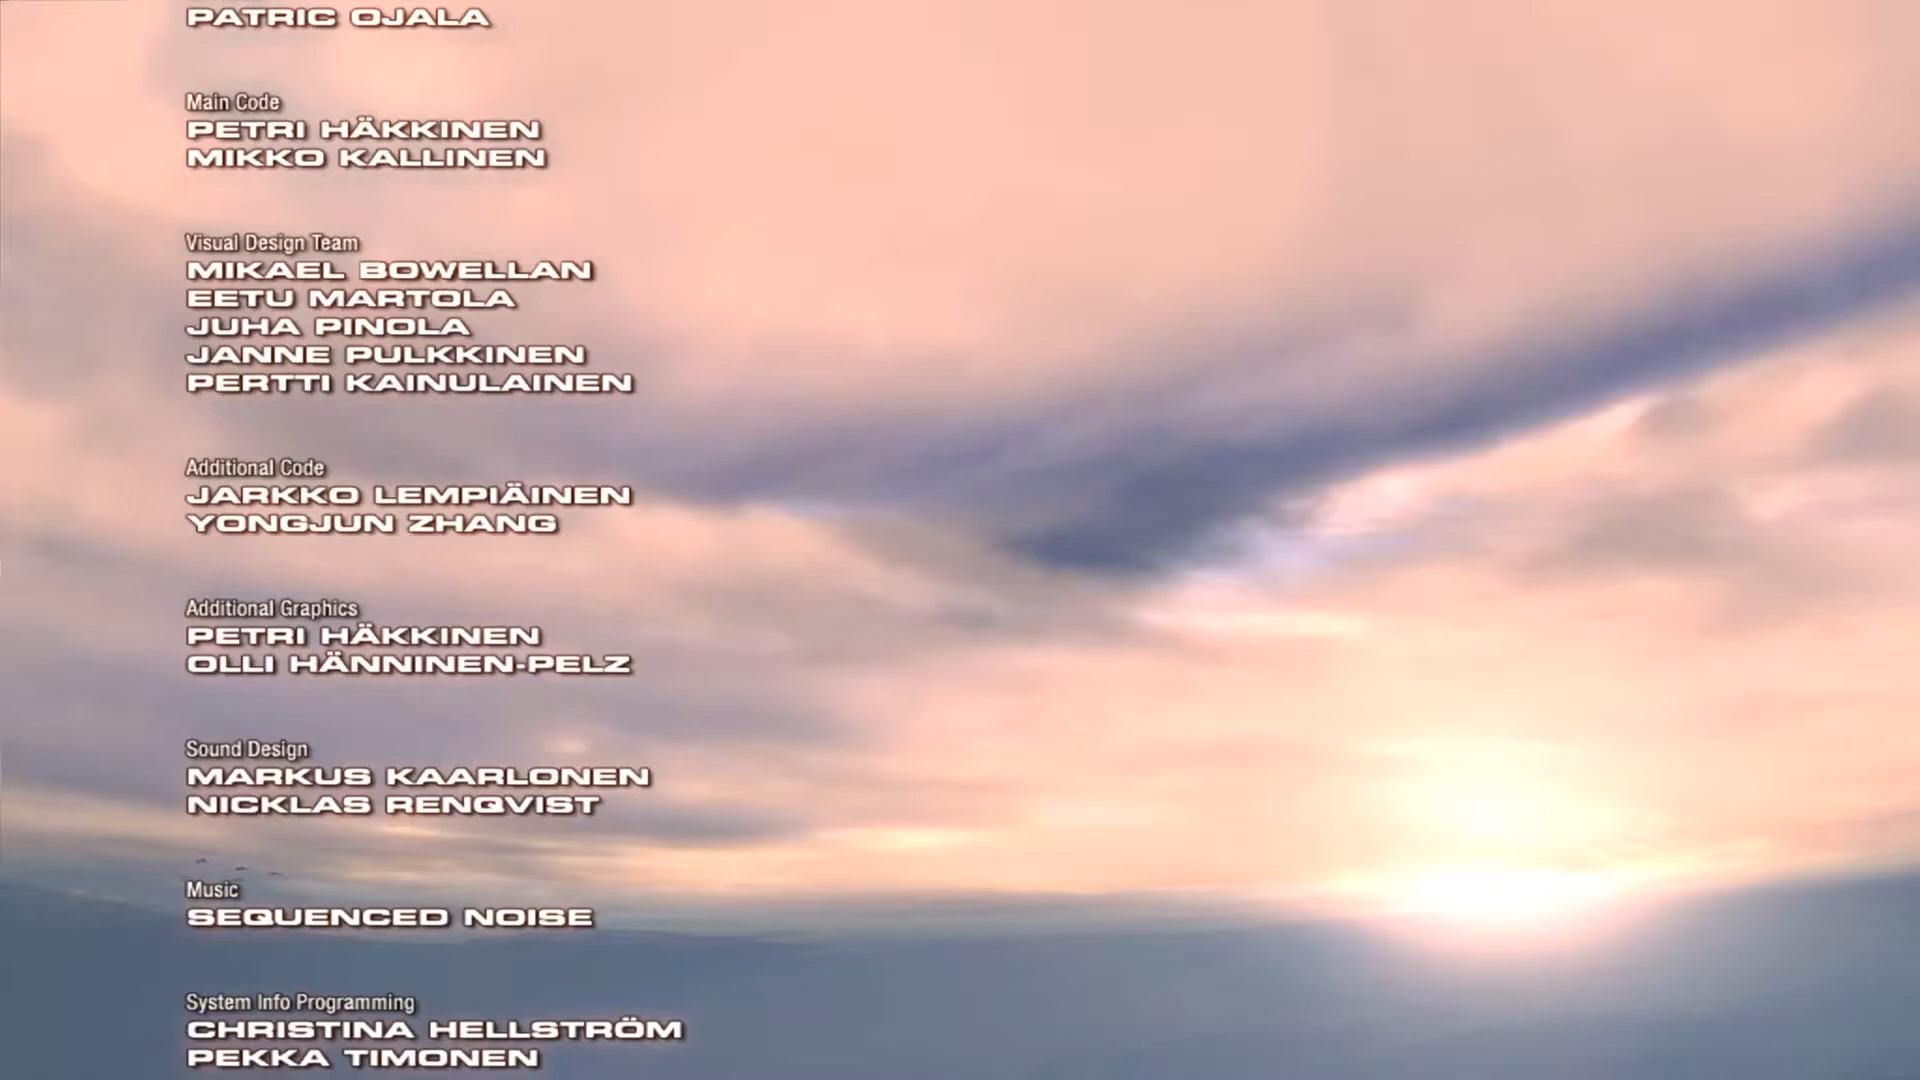 PATRIC OJALA
Main Code
PETRI HÄKKINEN
MIKKO KALLINEN
Visual Design Team
MIKAEL BOWELLAN
EETU MARTOLA
JUHA PINOLA
JANNE PULKKINEN
PERTTI KAINULAINEN
Additional Code
JARKKO LEMPIÄINEN
YONGJUN ZHANG
Additional Graphics
PETRI HÄKKINEN
OLLI HÄNNINEN-PELZ
Sound Design
MARKUS KAARLONEN
NICKLAS RENQVIST
Music
SEQUENCED NOISE
System Info Programming
CHRISTINA HELLSTRÖM
PEKKA TIMONEN